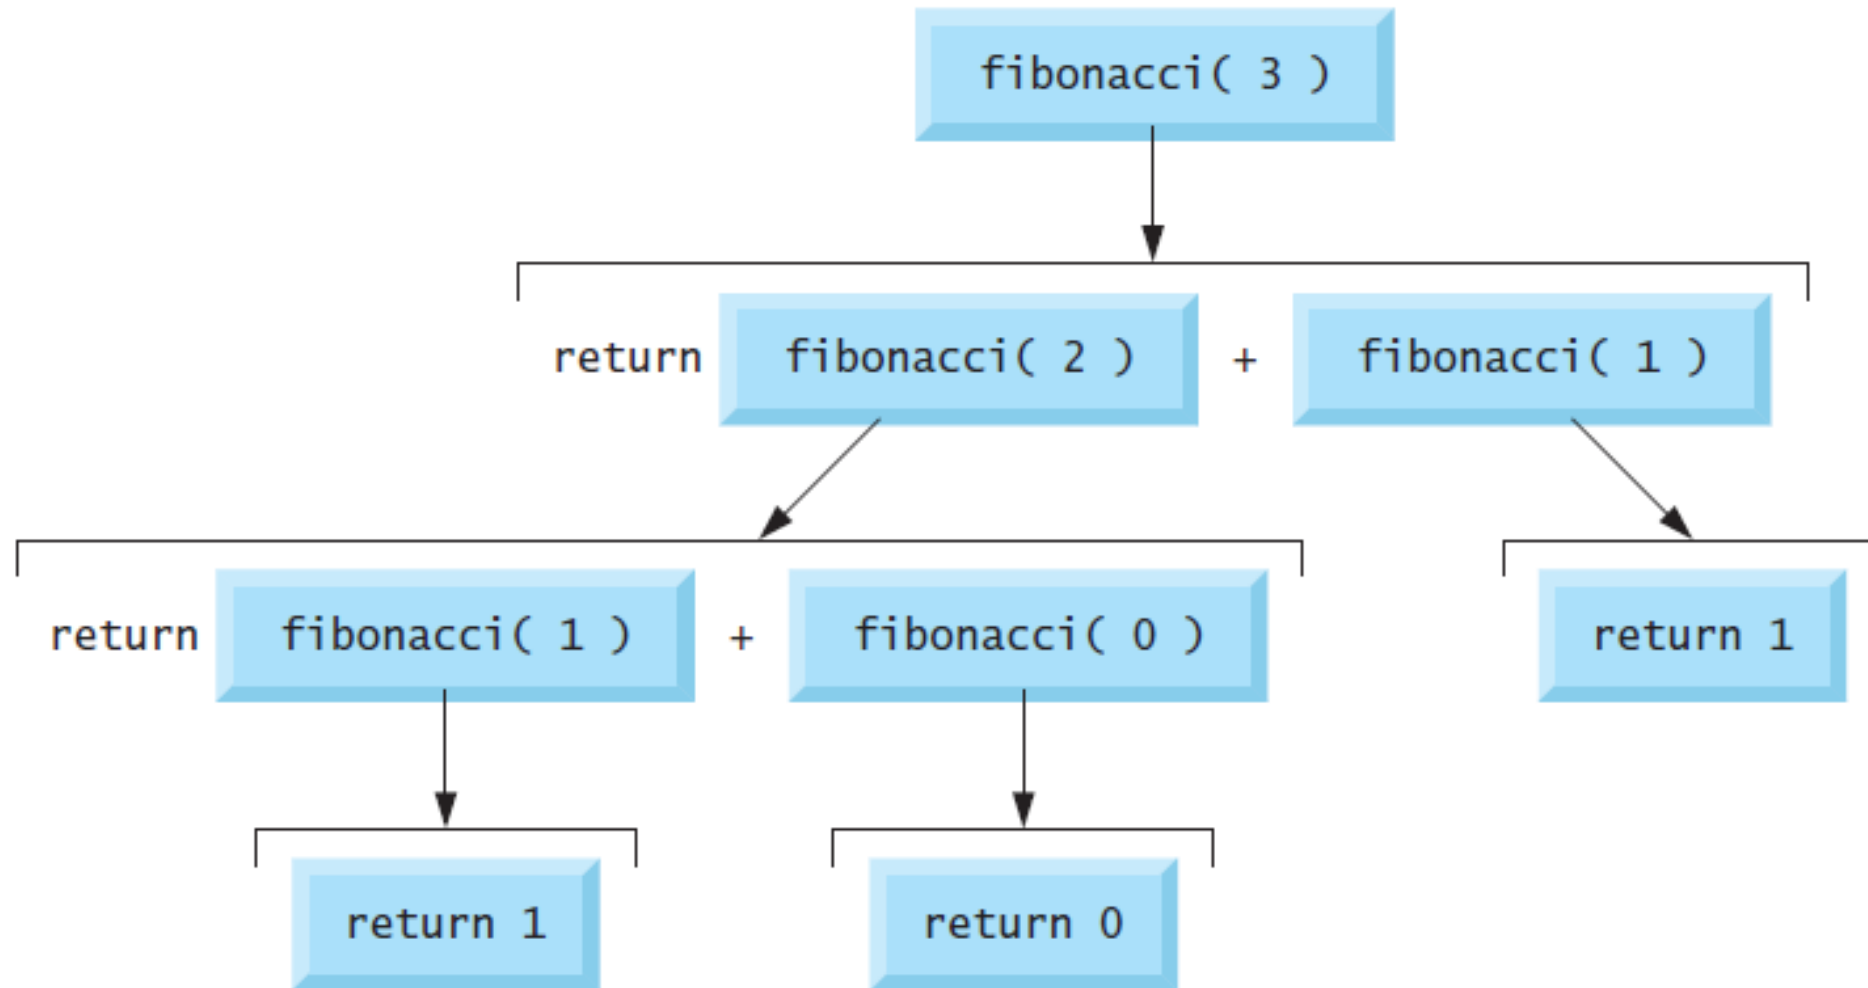 fibonacci( 3 )
return fibonacci( 2 ) + fibonacci( 1 )
return fibonacci( 1 ) + fibonacci( 0 ) return 1
return 1 return 0